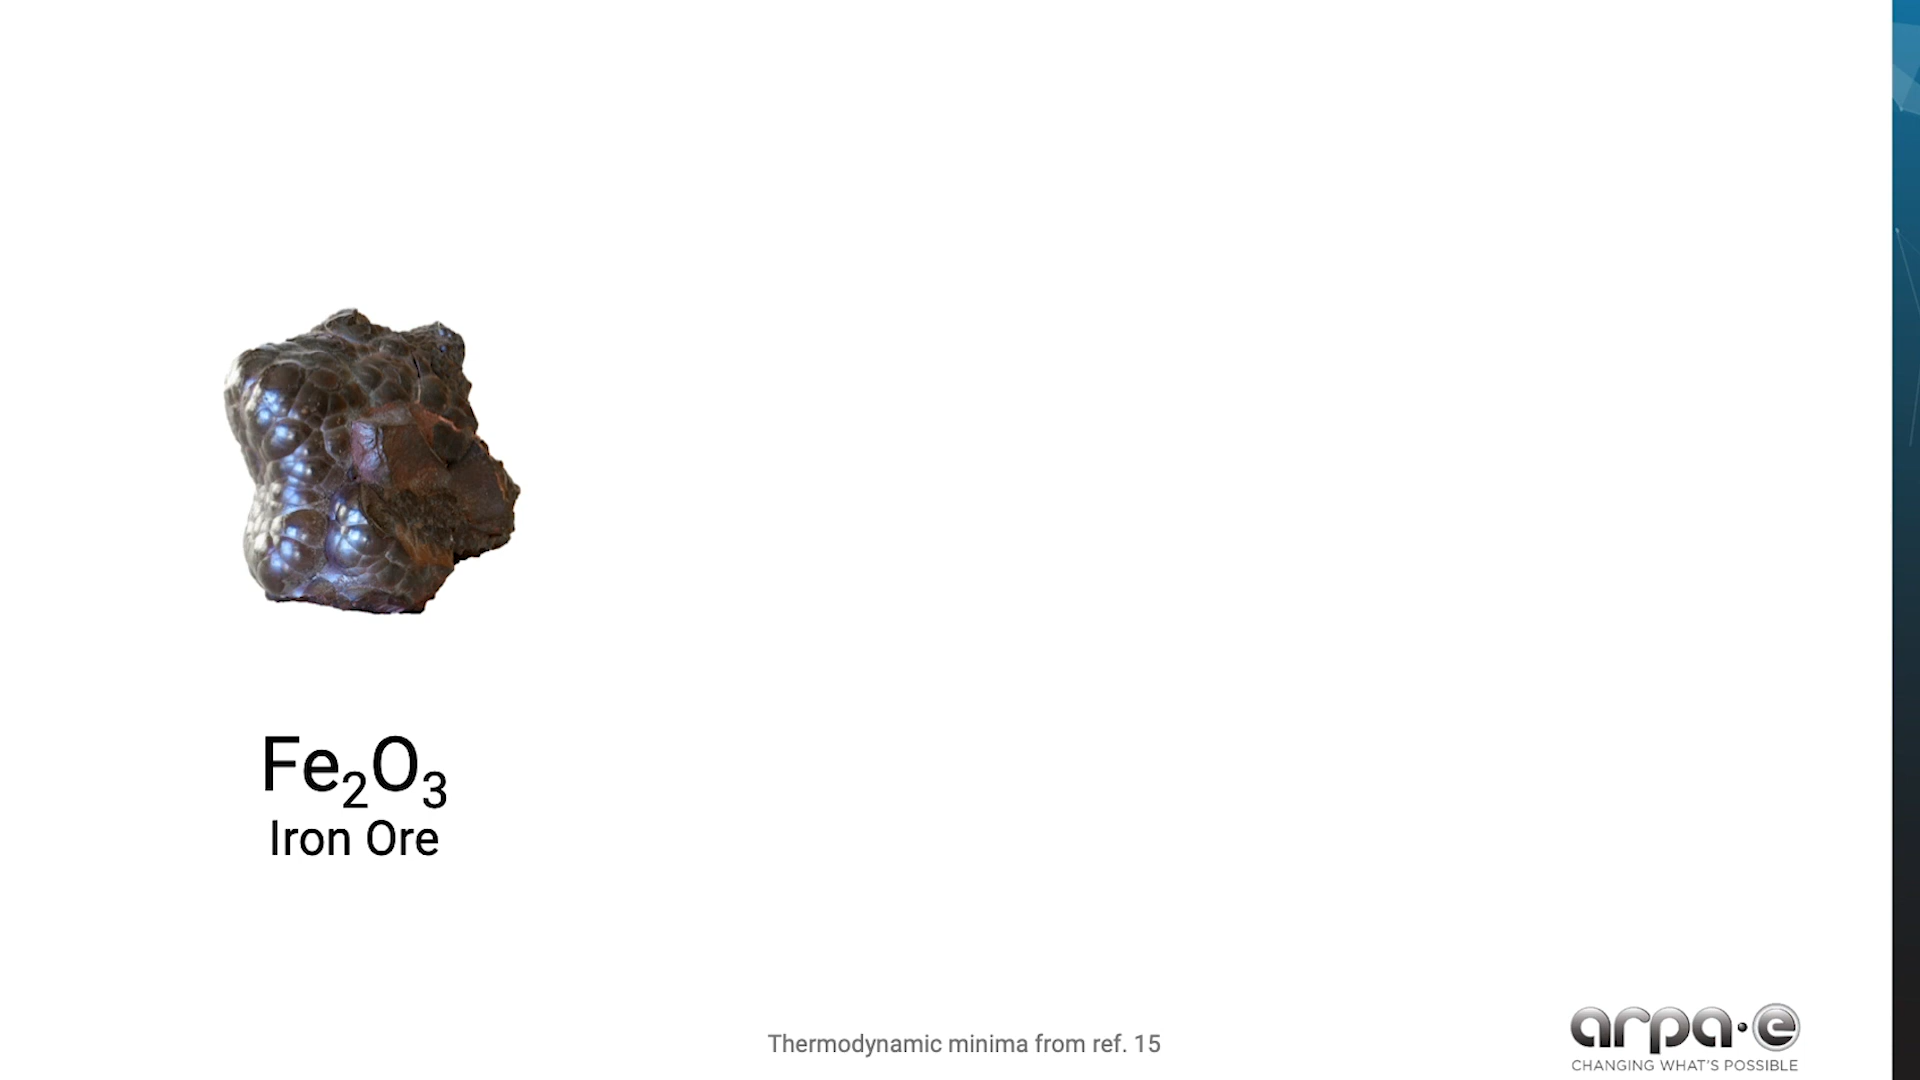 Fe₂O₃
Iron Ore
Thermodynamic minima from ref. 15
arpa·e
CHANGING WHAT'S POSSIBLE